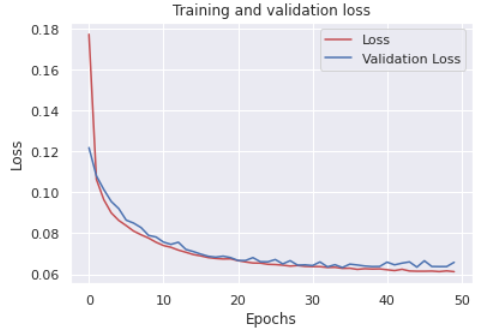 Training and validation loss
0.18
0.16
0.14
0.12
0.10
0.08
0.06
Loss
Loss
Validation Loss
0
10
20
30
40
50
Epochs